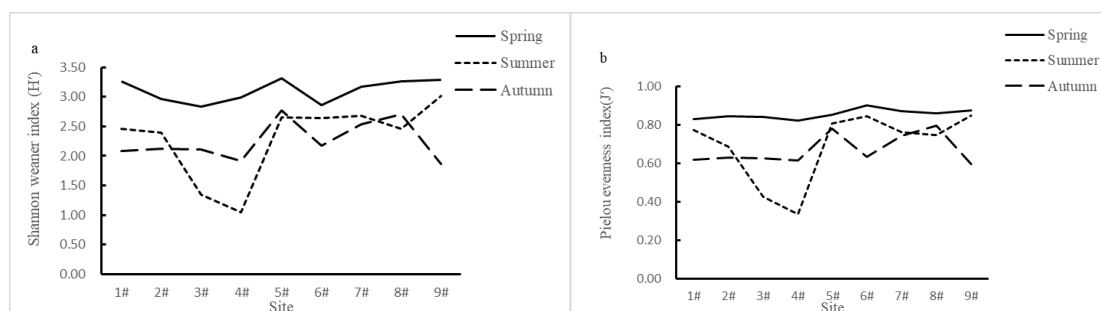 a
Spring
Summer
Autumn
Shannon weaner index (H′)
3.50
3.00
2.50
2.00
1.50
1.00
0.50
0.00
1# 2# 3# 4# 5# 6# 7# 8# 9#
Site
b
Spring
Summer
Autumn
Pielou evenness index(J′)
1.00
0.80
0.60
0.40
0.20
0.00
1# 2# 3# 4# 5# 6# 7# 8# 9#
Site